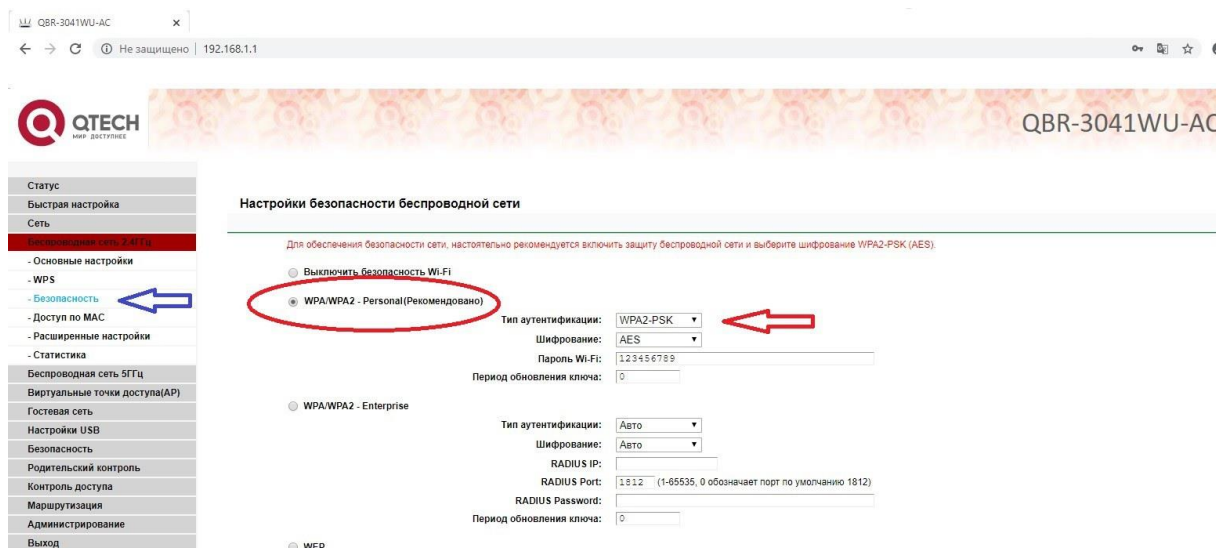 QBR-3041WU-AC
Не защищено | 192.168.1.1
QTECH
МИР ДОСТУПНЕЕ
QBR-3041WU-AC
Статус
Быстрая настройка
Сеть
Беспроводная сеть 2,4ГГц
- Основные настройки
- WPS
- Безопасность
- Доступ по MAC
- Расширенные настройки
- Статистика
Беспроводная сеть 5ГГц
Виртуальные точки доступа(AP)
Гостевая сеть
Настройки USB
Безопасность
Родительский контроль
Контроль доступа
Маршрутизация
Администрирование
Выход
Настройки безопасности беспроводной сети
Для обеспечения безопасности сети, настоятельно рекомендуется включить защиту беспроводной сети и выберите шифрование WPA2-PSK (AES).
Выключить безопасность Wi-Fi
WPA/WPA2 - Personal(Рекомендовано)
Тип аутентификации: WPA2-PSK
Шифрование: AES
Пароль Wi-Fi: 123456789
Период обновления ключа: 0
WPA/WPA2 - Enterprise
Тип аутентификации: Авто
Шифрование: Авто
RADIUS IP:
RADIUS Port: 1812 (1-65535, 0 обозначает порт по умолчанию 1812)
RADIUS Password:
Период обновления ключа: 0
WEP